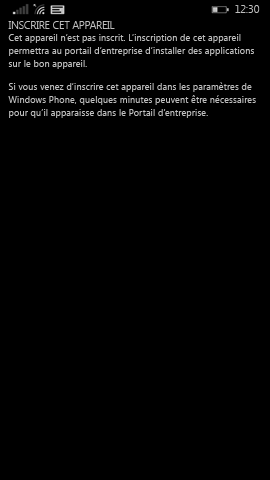 12:30
INSCRIRE CET APPAREIL
Cet appareil n'est pas inscrit. L'inscription de cet appareil
permettra au portail d'entreprise d'installer des applications
sur le bon appareil.
Si vous venez d'inscrire cet appareil dans les paramètres de
Windows Phone, quelques minutes peuvent être nécessaires
pour qu'il apparaisse dans le Portail d'entreprise.